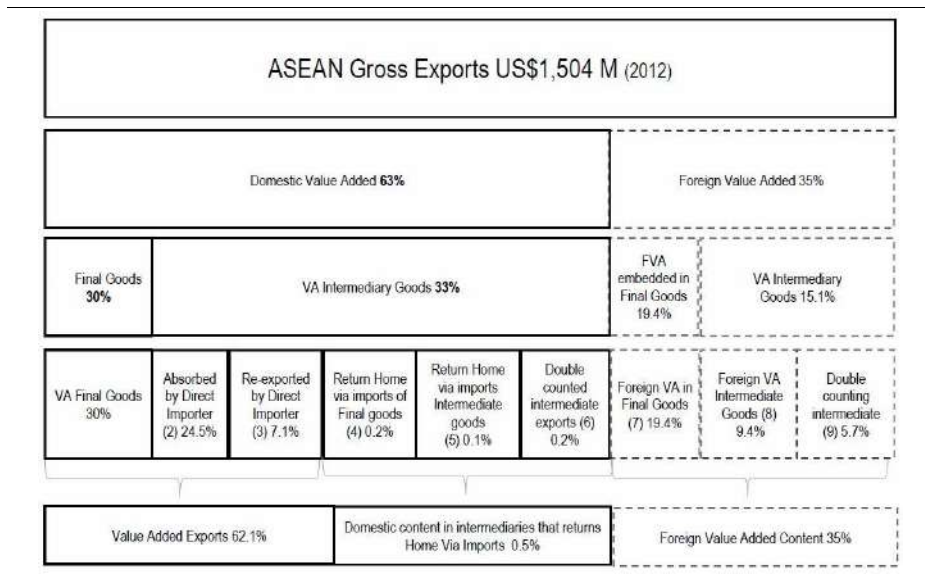 ASEAN Gross Exports US$1,504 M (2012)
Domestic Value Added 63%
Foreign Value Added 35%
Final Goods
30%
VA Intermediary Goods 33%
FVA
embedded in
Final Goods
19.4%
VA Intermediary
Goods 15.1%
VA Final Goods
30%
Absorbed
by Direct
Importer
(2) 24.5%
Re-exported
by Direct
Importer
(3) 7.1%
Return Home
via imports of
Final goods
(4) 0.2%
Return Home
via imports
Intermediate
goods
(5) 0.1%
Double
counted
intermediate
exports (6)
0.2%
Foreign VA in
Final Goods
(7) 19.4%
Foreign VA
Intermediate
Goods (8)
9.4%
Double
counting
intermediate
(9) 5.7%
Value Added Exports 62.1%
Domestic content in intermediaries that returns
Home Via Imports 0.5%
Foreign Value Added Content 35%